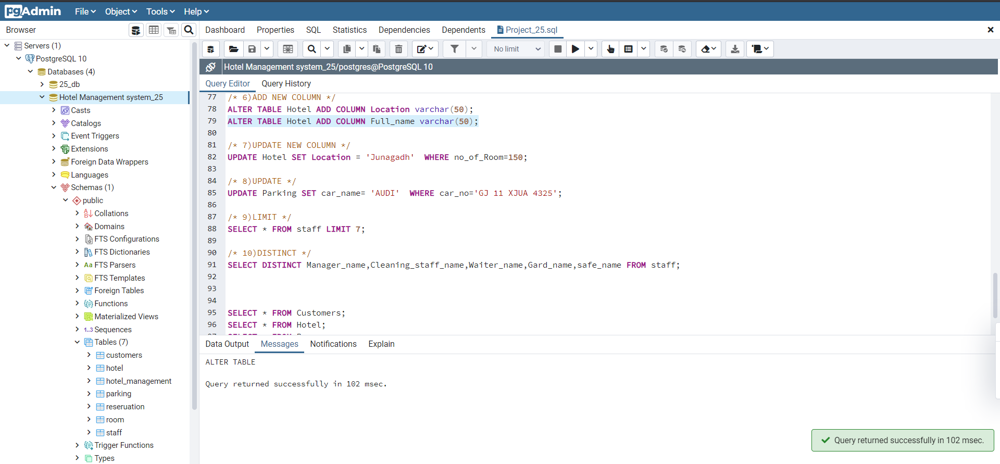 pgAdmin File Object Tools Help
Browser
Dashboard Properties SQL Statistics Dependencies Dependents Project_25.sql
No limit
Hotel Management system_25/postgres@PostgreSQL 10
Query Editor Query History
Servers (1)
PostgreSQL 10
Databases (4)
25_db
Hotel Management system_25
Casts
Catalogs
Event Triggers
Extensions
Foreign Data Wrappers
Languages
Schemas (1)
public
Collations
Domains
FTS Configurations
FTS Dictionaries
Aa FTS Parsers
FTS Templates
Foreign Tables
Functions
Materialized Views
1..3 Sequences
Tables (7)
customers
hotel
hotel_management
parking
reseruation
room
staff
Trigger Functions
Types
77 /* 6)ADD NEW COLUMN */
78 ALTER TABLE Hotel ADD COLUMN Location varchar(50);
79 ALTER TABLE Hotel ADD COLUMN Full_name varchar(50);
80
81 /* 7)UPDATE NEW COLUMN */
82 UPDATE Hotel SET Location = 'Junagadh'  WHERE no_of_Room=150;
83
84 /* 8)UPDATE */
85 UPDATE Parking SET car_name= 'AUDI'  WHERE car_no='GJ 11 XJUA 4325';
86
87 /* 9)LIMIT */
88 SELECT * FROM staff LIMIT 7;
89
90 /* 10)DISTINCT */
91 SELECT DISTINCT Manager_name,Cleaning_staff_name,Waiter_name,Gard_name,safe_name FROM staff;
92
93
94
95 SELECT * FROM Customers;
96 SELECT * FROM Hotel;
Data Output Messages Notifications Explain
ALTER TABLE
Query returned successfully in 102 msec.
Query returned successfully in 102 msec.